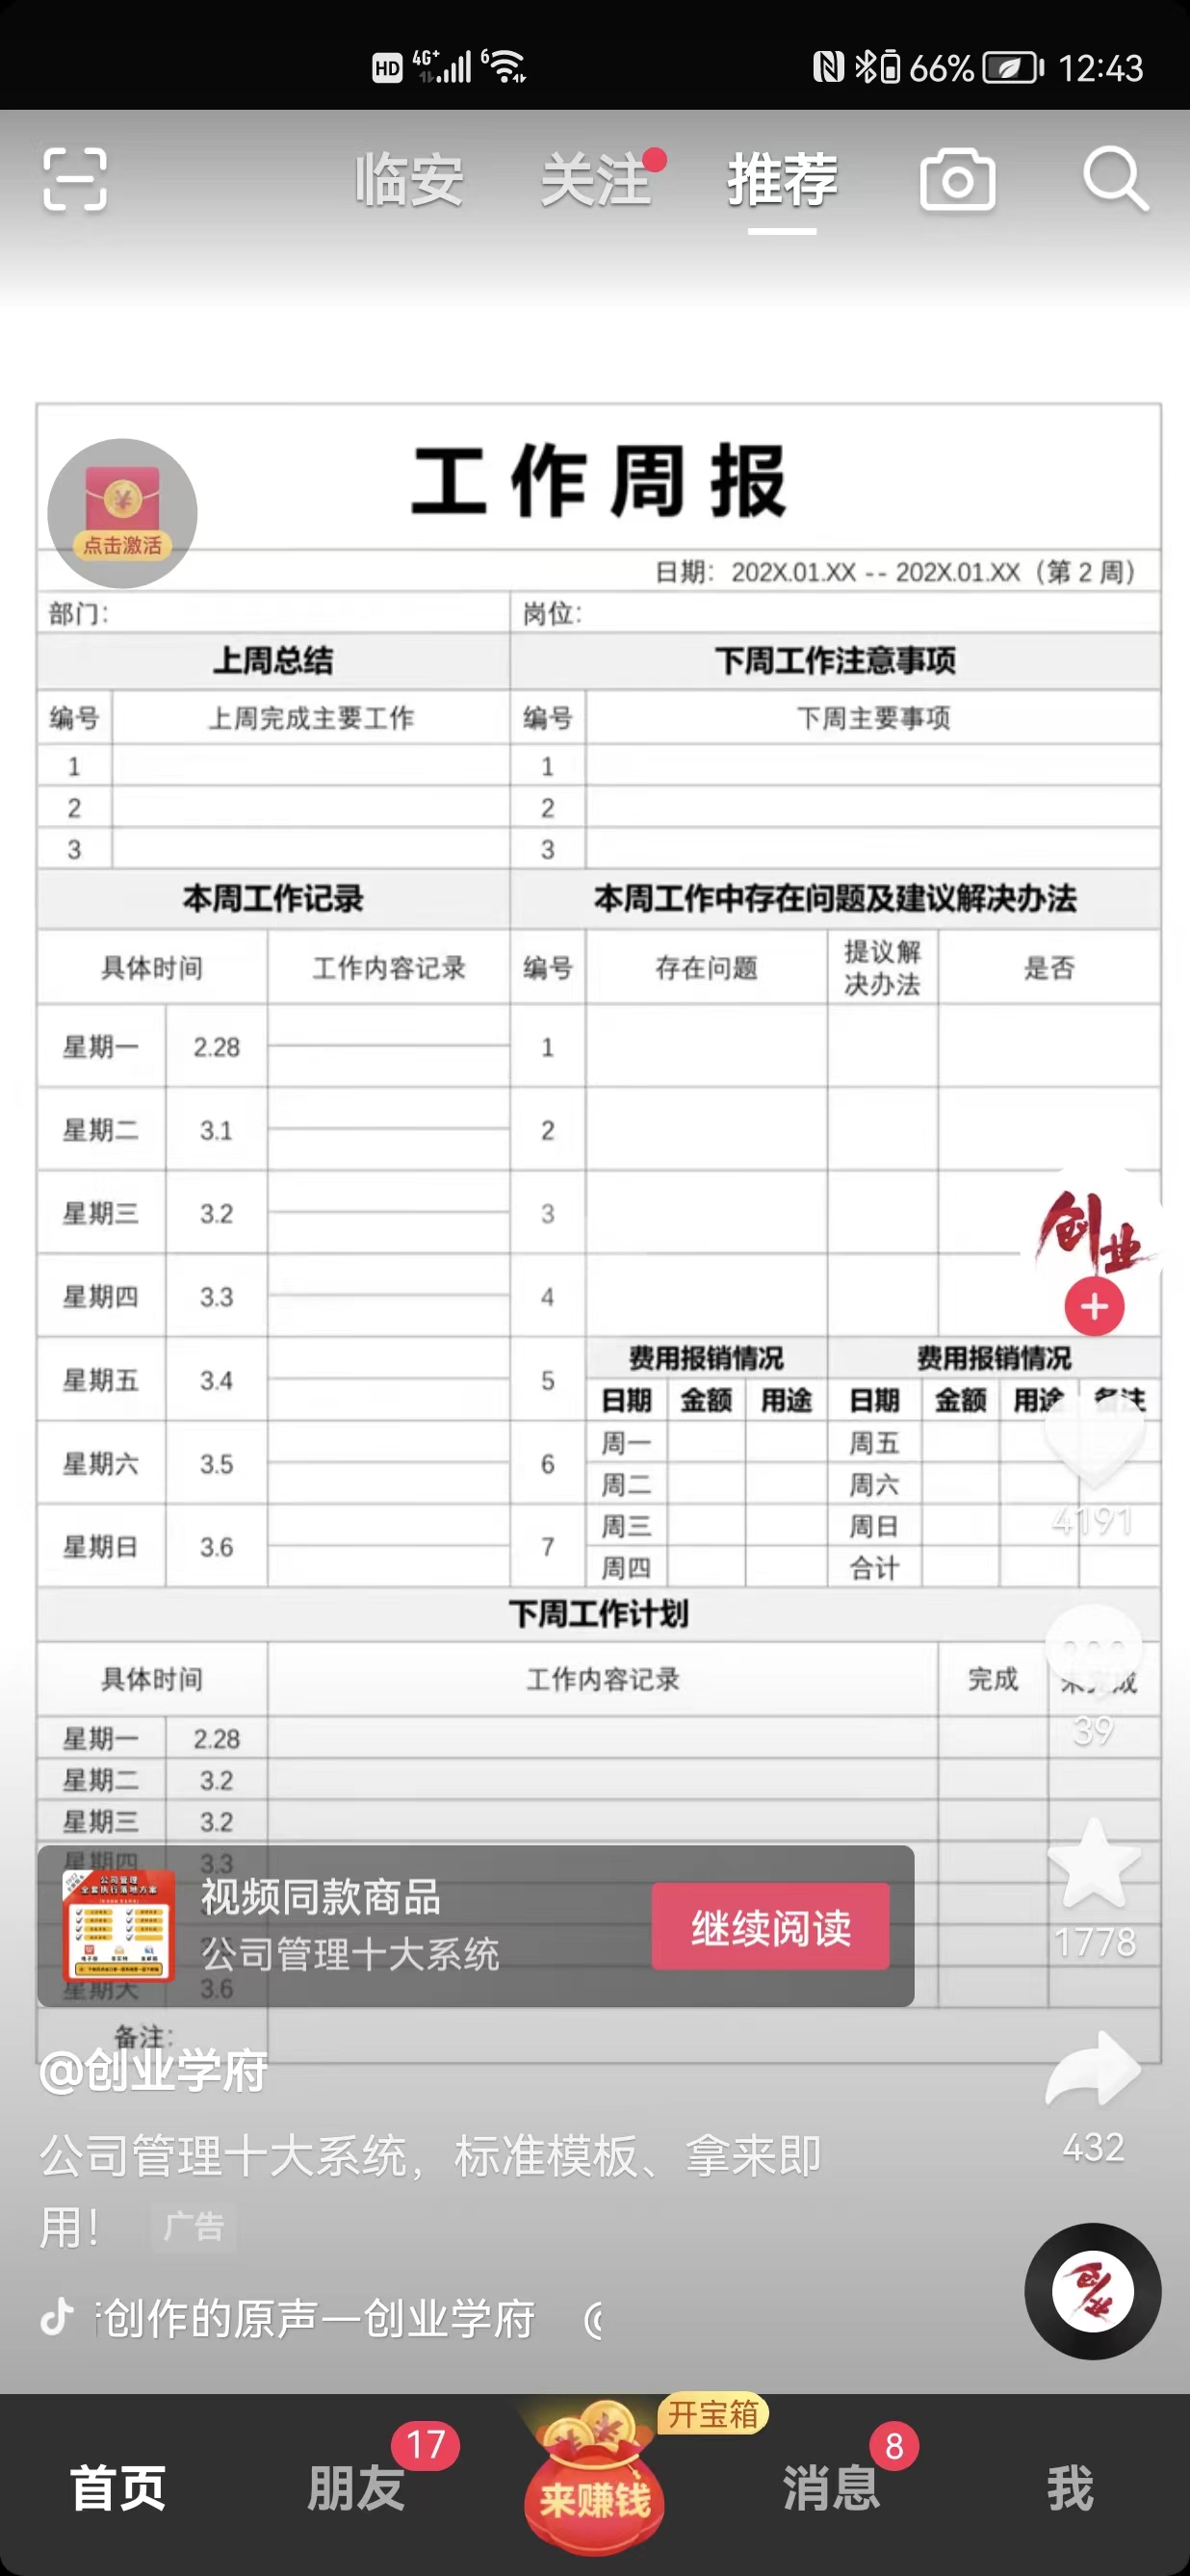 HD 4G+ 6 66% 12:43
临安 关注 推荐
工作周报
点击激活
日期：202X.01.XX -- 202X.01.XX（第 2 周）
部门： 岗位：
上周总结 下周工作注意事项
编号 上周完成主要工作 编号 下周主要事项
1 1
2 2
3 3
本周工作记录 本周工作中存在问题及建议解决办法
具体时间 工作内容记录 编号 存在问题 提议解 是否
决办法
星期一 2.28 1
星期二 3.1 2
星期三 3.2 3
星期四 3.3 4
创业
费用报销情况 费用报销情况
星期五 3.4 5 日期 金额 用途 日期 金额 用途 备注
周一 周五
星期六 3.5 6 周二 周六
周三 周日
4191
星期日 3.6 7 周四 合计
下周工作计划
具体时间 工作内容记录 完成 未完成
39
星期一 2.28
星期二 3.2
星期三 3.2
星期四 3.3
公司管理
全套执行落地方案
视频同款商品
公司管理十大系统
继续阅读
1778
星期天 3.6
备注：
@创业学府
公司管理十大系统，标准模板、拿来即
用！ 广告
432
创作的原声一创业学府 @
创业
开宝箱
首页 朋友 17 来赚钱 消息 8 我